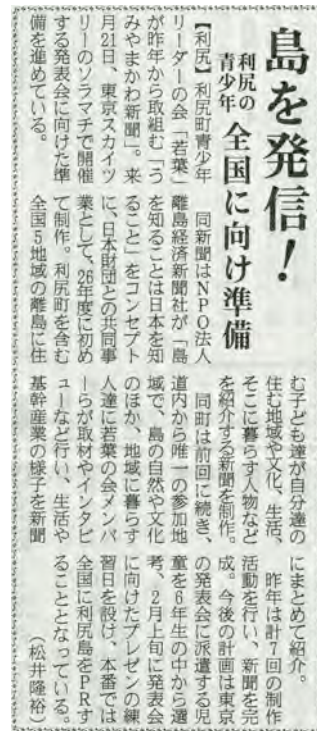 島を発信！
利尻の
青少年
全国に向け準備
【利尻】利尻町青少年
リーダーの会「若葉」
が昨年から取組む「う
みやまかわ新聞」。来
月21日、東京スカイツ
リーのソラマチで開催
する発表会に向けた準
備を進めている。
同新聞はNPO法人
離島経済新聞社が「島
を知ることは日本を知
ること」をコンセプト
に、日本財団との共同事
業として、26年度に初め
て制作。利尻町を含む
全国5地域の離島に住
む子ども達が自分達の
住む地域や文化、生活、
そこに暮らす人物など
を紹介する新聞を制作。
同町は前回に続き、
道内から唯一の参加地
域で、島の自然や文化
のほか、地域に暮らす
人達に若葉の会メンバ
ーらが取材やインタビ
ューなど行い、生活や
基幹産業の様子を新聞
にまとめて紹介。
昨年は計7回の制作
活動を行い、新聞を完
成。今後の計画は東京
の発表会に派遣する児
童を6年生の中から選
考、2月上旬に発表会
に向けたプレゼンの練
習日を設け、本番では
全国に利尻島をPRす
ることとなっている。
（松井隆裕）